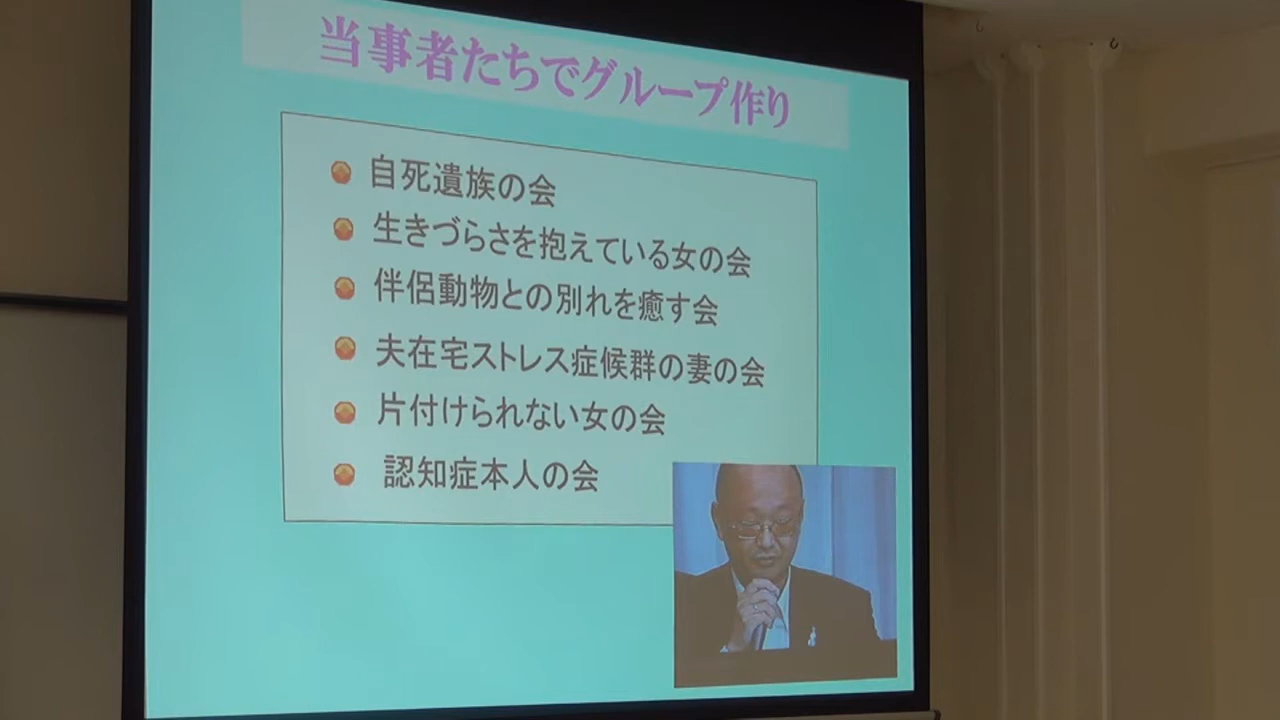 当事者たちでグループ作り
自死遺族の会
生きづらさを抱えている女の会
伴侶動物との別れを癒す会
夫在宅ストレス症候群の妻の会
片付けられない女の会
認知症本人の会